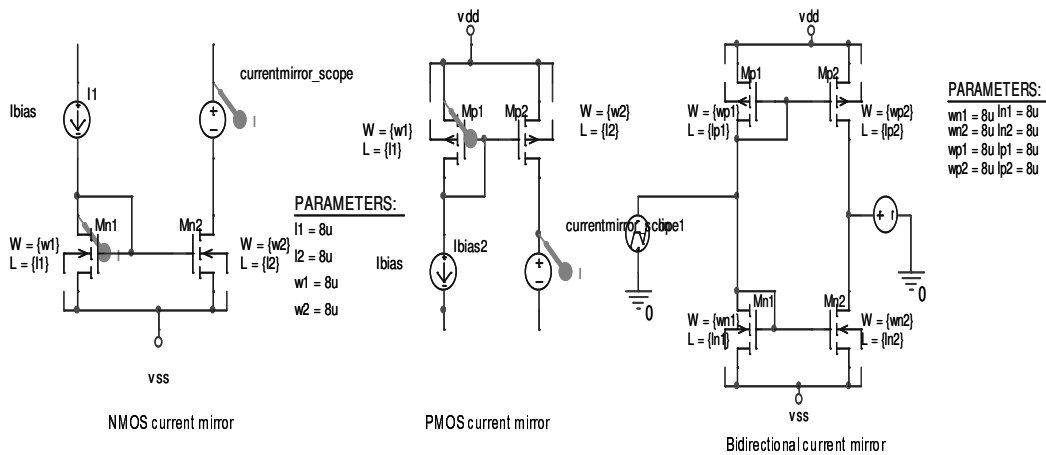 currentmirror_scope
I1
Ibias
I
Mn1
Mn2
W = {w1}
L = {l1}
W = {w2}
L = {l2}
vss
NMOS current mirror
PARAMETERS:
l1 = 8u
l2 = 8u
w1 = 8u
w2 = 8u
vdd
Mp1
Mp2
W = {w1}
L = {l1}
W = {w2}
L = {l2}
Ibias2
Ibias
I
PMOS current mirror
vdd
Mp1
Mp2
W = {wp1}
L = {lp1}
W = {wp2}
L = {lp2}
0
0
Mn1
Mn2
W = {wn1}
L = {ln1}
W = {wn2}
L = {ln2}
vss
Bidirectional current mirror
PARAMETERS:
wn1 = 8u ln1 = 8u
wn2 = 8u ln2 = 8u
wp1 = 8u lp1 = 8u
wp2 = 8u lp2 = 8u